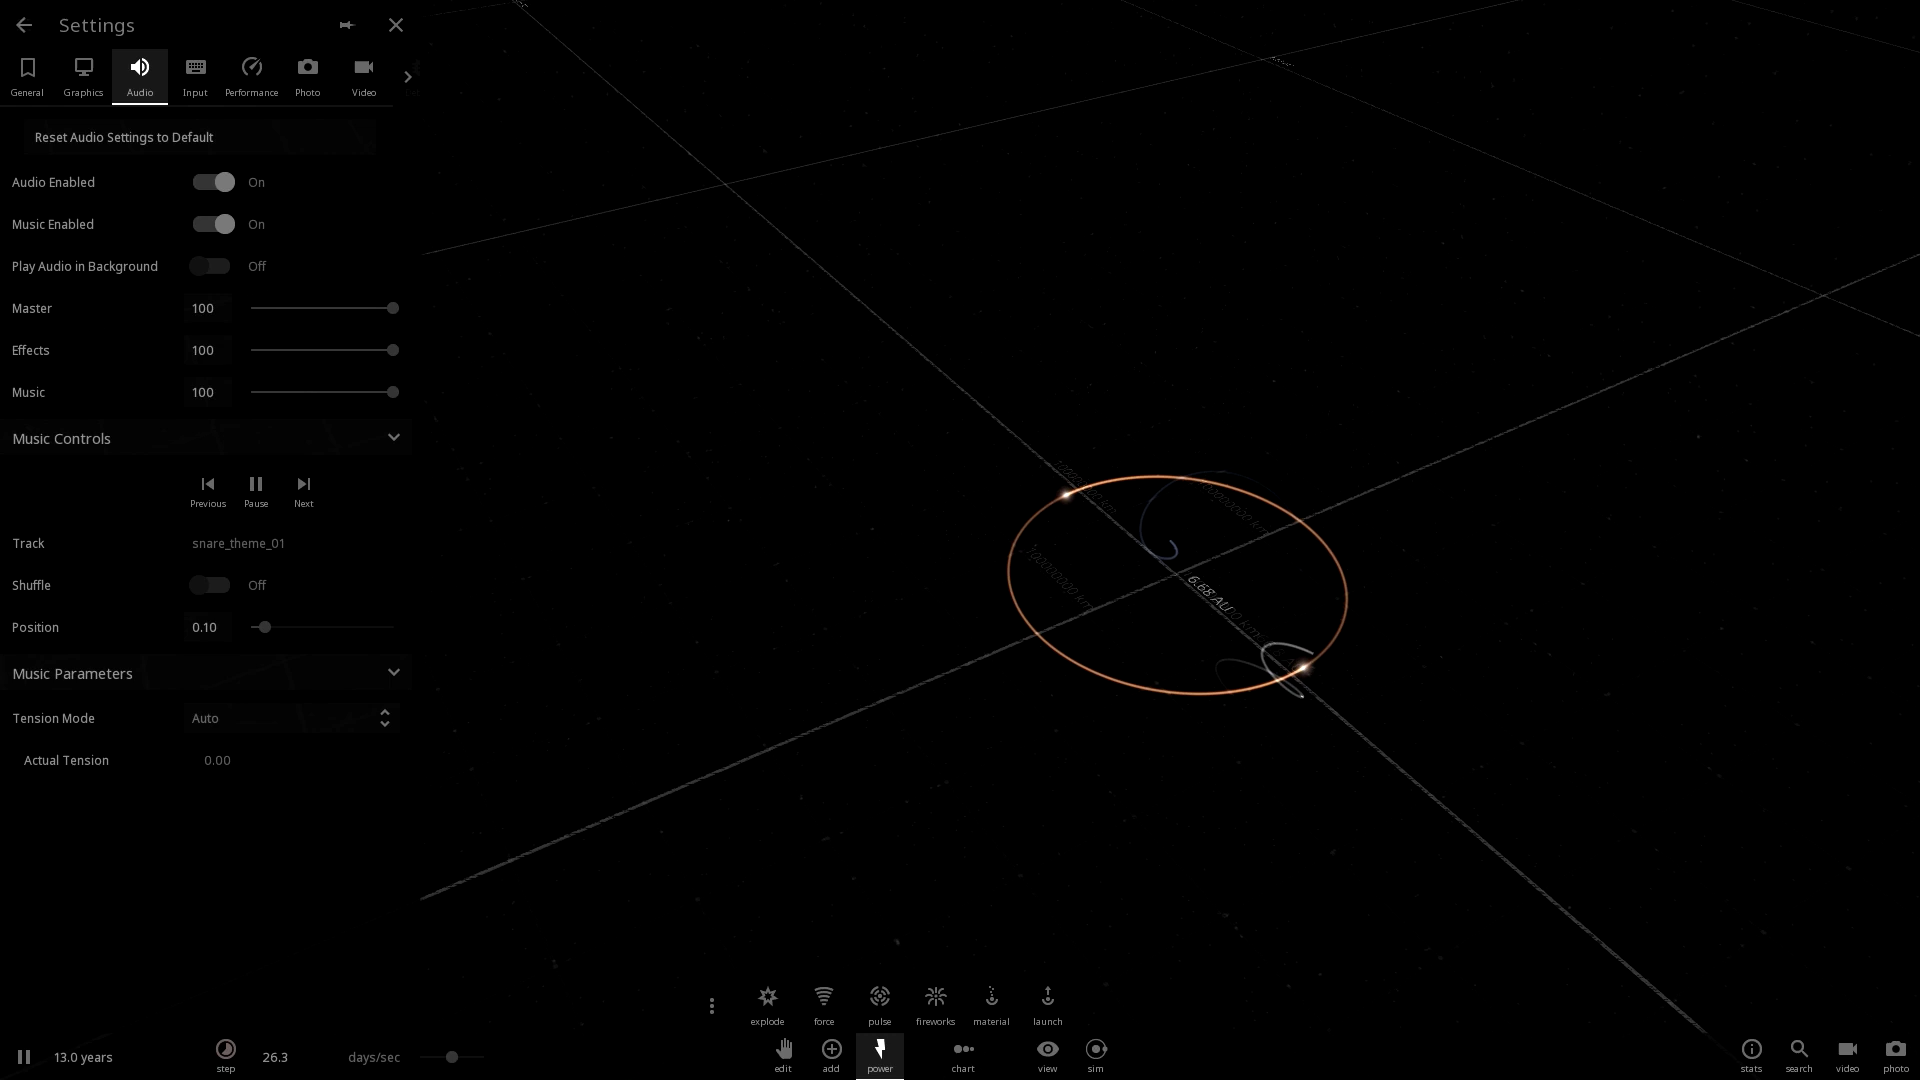 Settings
General Graphics Audio Input Performance Photo Video
Reset Audio Settings to Default
Audio Enabled On
Music Enabled On
Play Audio in Background Off
Master 100
Effects 100
Music 100
Music Controls
Previous Pause Next
Track snare_theme_01
Shuffle Off
Position 0.10
Music Parameters
Tension Mode Auto
Actual Tension 0.00
100000000 km
6.68 AU
explode force pulse fireworks material launch
13.0 years step 26.3 days/sec
edit add power chart view sim
stats search video photo